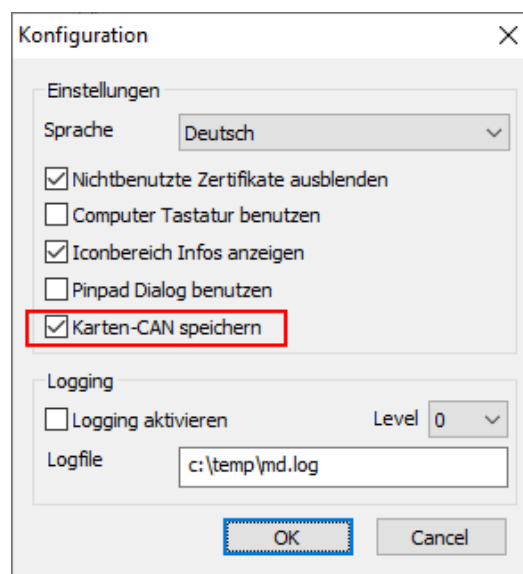 Konfiguration
Einstellungen
Sprache Deutsch
Nichtbenutzte Zertifikate ausblenden
Computer Tastatur benutzen
Iconbereich Infos anzeigen
Pinpad Dialog benutzen
Karten-CAN speichern
Logging
Logging aktivieren Level 0
Logfile c:\temp\md.log
OK Cancel